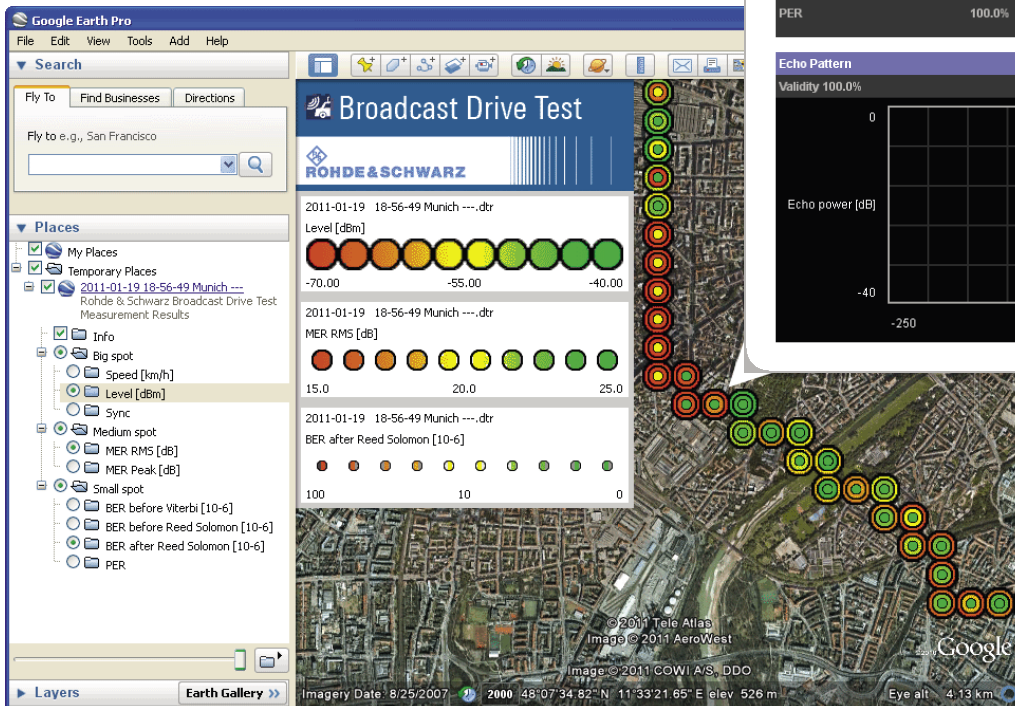 Google Earth Pro
File Edit View Tools Add Help
Search
Fly To Find Businesses Directions
Fly to e.g., San Francisco
Places
My Places
Temporary Places
2011-01-19 18-56-49 Munich ---
Rohde & Schwarz Broadcast Drive Test
Measurement Results
Info
Big spot
Speed [km/h]
Level [dBm]
Sync
Medium spot
MER RMS [dB]
MER Peak [dB]
Small spot
BER before Viterbi [10-6]
BER before Reed Solomon [10-6]
BER after Reed Solomon [10-6]
PER
Layers
Earth Gallery >>
Broadcast Drive Test
ROHDE & SCHWARZ
2011-01-19 18-56-49 Munich ---.dtr
Level [dBm]
-70.00 -55.00 -40.00
2011-01-19 18-56-49 Munich ---.dtr
MER RMS [dB]
15.0 20.0 25.0
2011-01-19 18-56-49 Munich ---.dtr
BER after Reed Solomon [10-6]
100 10 0
PER 100.0%
Echo Pattern
Validity 100.0%
0
Echo power [dB]
-40
-250
© 2011 Tele Atlas
Image © 2011 AeroWest
Image © 2011 COWI A/S, DDO
Google
Imagery Date: 8/25/2007 2000 48°07'34.82" N 11°33'21.65" E elev 526 m Eye alt 4.13 km